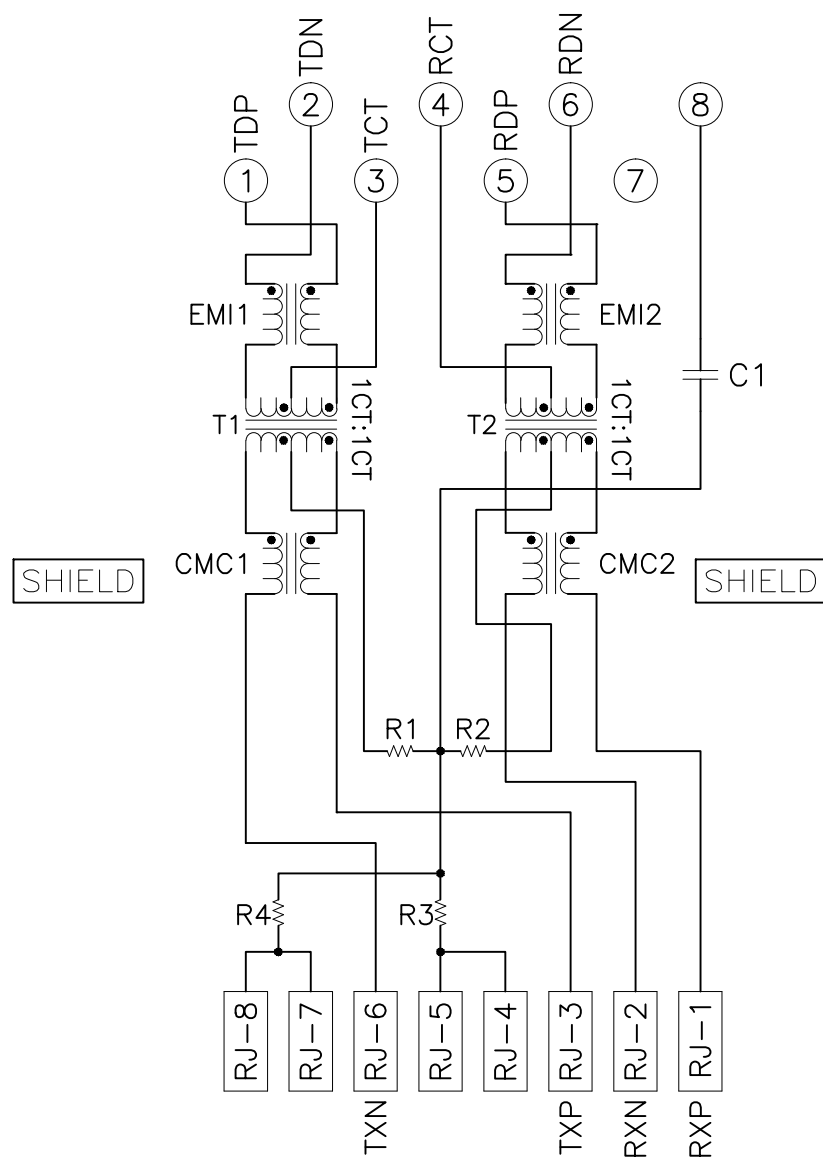 TDP
TDN
TCT
RCT
RDP
RDN
1
2
3
4
5
6
7
8
EMI1
EMI2
C1
T1
1CT:1CT
T2
1CT:1CT
CMC1
CMC2
SHIELD
SHIELD
R1
R2
R4
R3
RJ-8
RJ-7
RJ-6
RJ-5
RJ-4
RJ-3
RJ-2
RJ-1
TXN
TXP
RXN
RXP